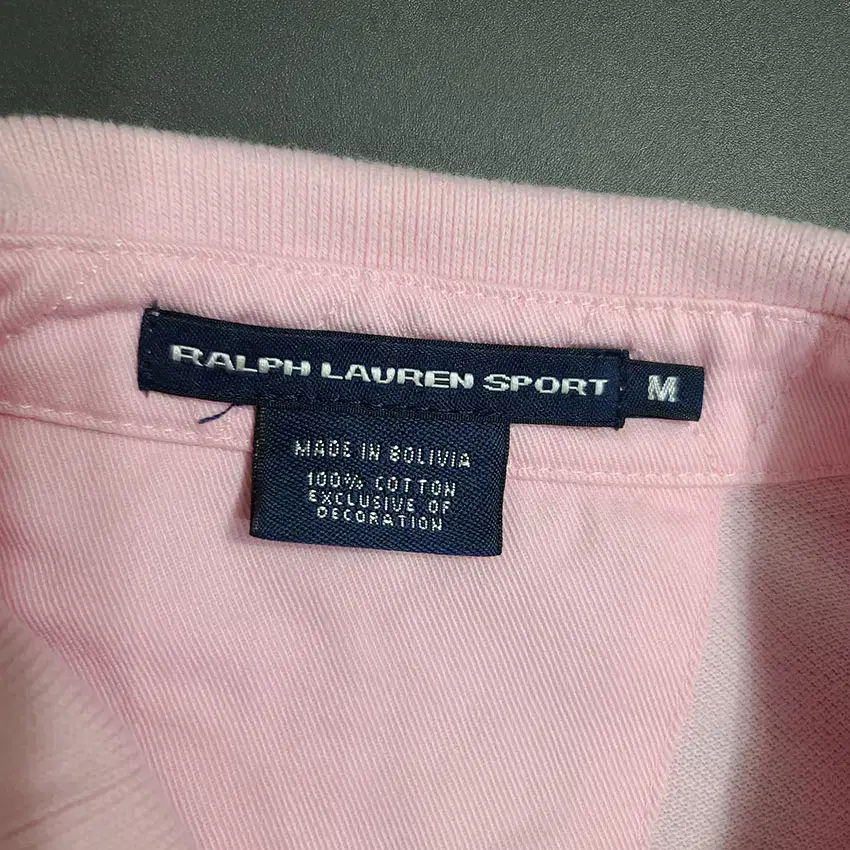 RALPH LAUREN SPORT
M
MADE IN BOLIVIA
100% COTTON
EXCLUSIVE OF
DECORATION